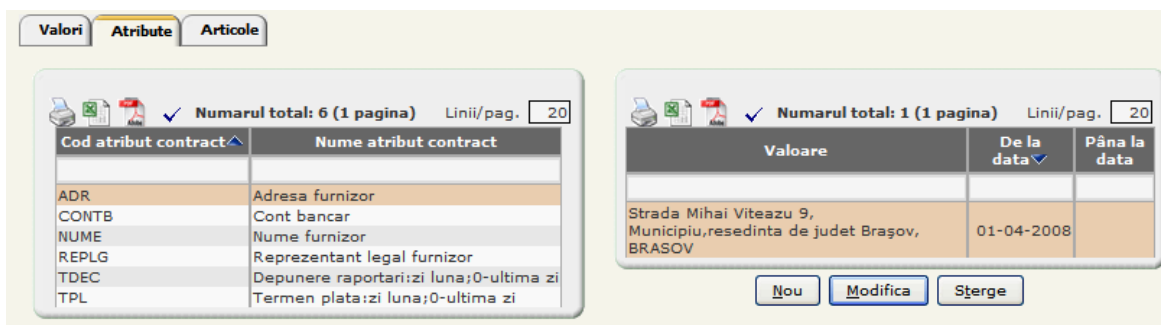 Valori Atribute Articole
Numarul total: 6 (1 pagina) Linii/pag. 20
Cod atribut contract Nume atribut contract
ADR Adresa furnizor
CONTB Cont bancar
NUME Nume furnizor
REPLG Reprezentant legal furnizor
TDEC Depunere raportari:zi luna;0-ultima zi
TPL Termen plata:zi luna;0-ultima zi
Numarul total: 1 (1 pagina) Linii/pag. 20
Valoare De la data Pâna la data
Strada Mihai Viteazu 9,
Municipiu,resedinta de judet Braşov, 01-04-2008
BRASOV
Nou Modifica Sterge